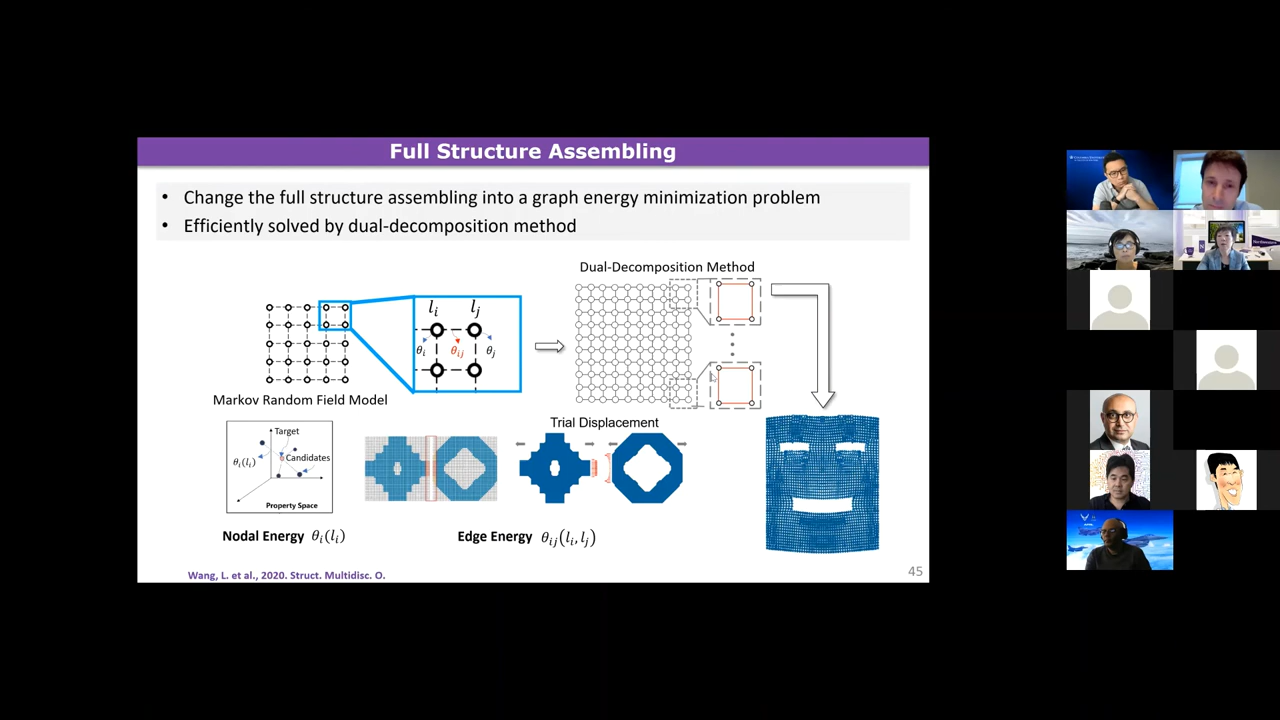 Full Structure Assembling
• Change the full structure assembling into a graph energy minimization problem
• Efficiently solved by dual-decomposition method
Dual-Decomposition Method
lᵢ lⱼ
θᵢ θᵢⱼ θⱼ
Markov Random Field Model
Trial Displacement
Target
θᵢ(lᵢ)
Candidates
Property Space
Nodal Energy θᵢ(lᵢ)
Edge Energy θᵢⱼ(lᵢ, lⱼ)
Wang, L. et al., 2020. Struct. Multidisc. O.
45